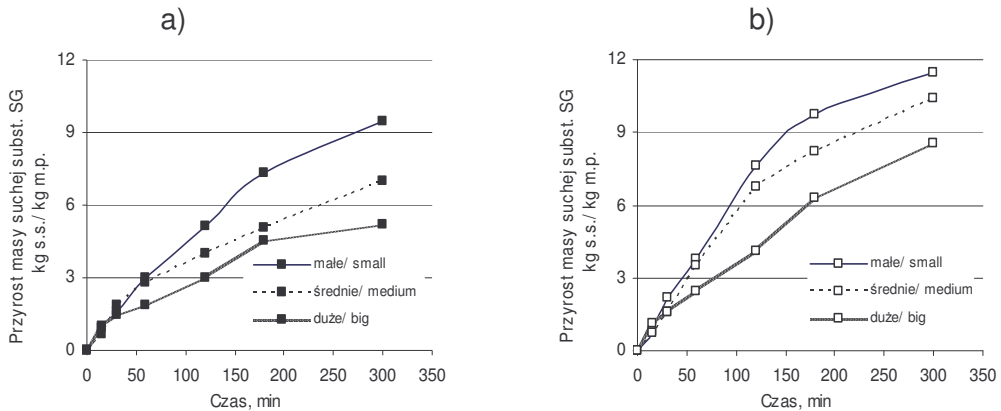 a)
Przyrost masy suchej subst. SG
kg s.s./ kg m.p.
12
9
6
3
0
małe/ small
średnie/ medium
duże/ big
0 50 100 150 200 250 300 350
Czas, min
b)
Przyrost masy suchej subst. SG
kg s.s./ kg m.p.
12
9
6
3
0
małe/ small
średnie/ medium
duże/ big
0 50 100 150 200 250 300 350
Czas, min